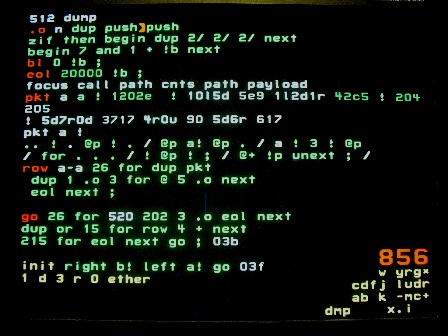 512 dump
.o n dup push push
zif then begin dup 2/ 2/ 2/ next
begin 7 and 1 + !b next
bl 0 !b ;
eol 20000 !b ;
focus call path cnts path payload
pkt a a ! 1202e ! 1015d 5e9 112d1r 42c5 ! 204
205
! 5d7r0d 3717 4r0u 90 5d6r 617
pkt a !
.. ! . @p ! . / @p a! @p . / a ! 3 ! @p
/ for . . . / ! @p ! ; / @+ !p unext ; /
row a-a 26 for dup pkt
dup 1 .o 3 for @ 5 .o next
eol next ;
go 26 for 520 202 3 .o eol next
dup or 15 for row 4 + next
215 for eol next go ; 03b
init right b! left a! go 03f
1 d 3 r 0 ether
856
w yrg*
cdfj ludr
ab k -mc+
dmp x.i